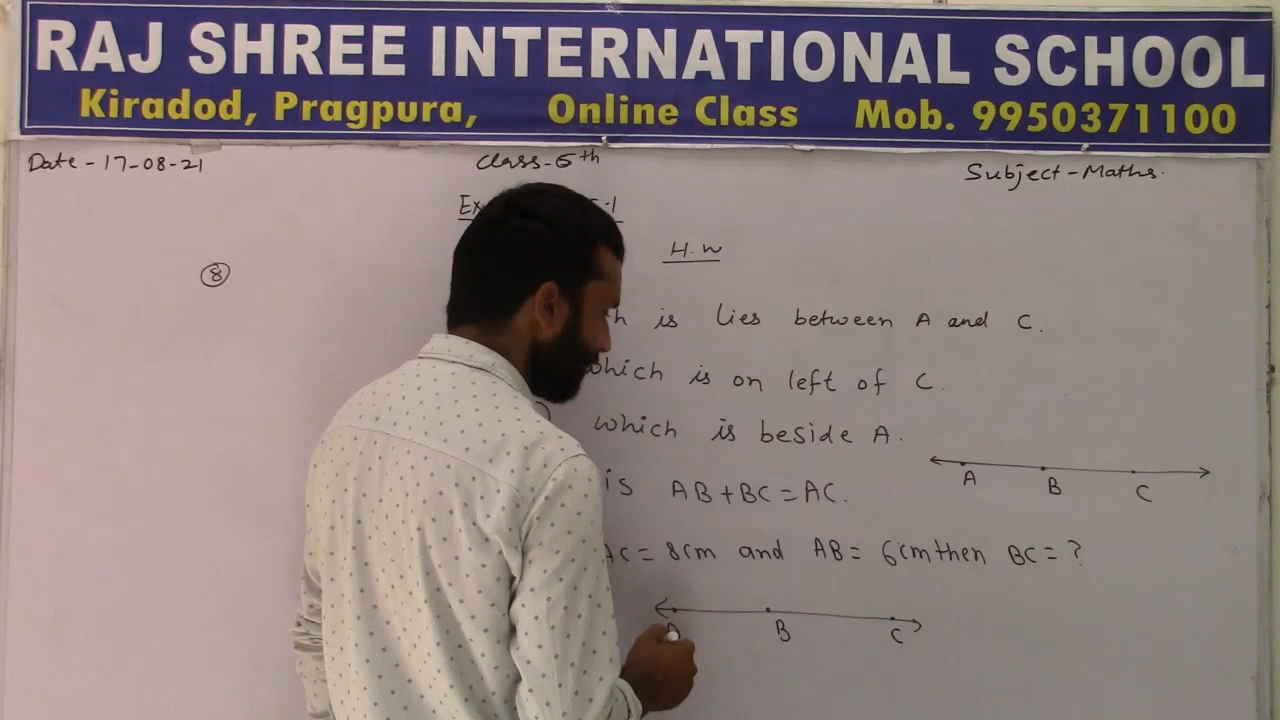 RAJ SHREE INTERNATIONAL SCHOOL
Kiradod, Pragpura, Online Class Mob. 9950371100
Date - 17-08-21 Class - 6th Subject - Maths.
Ex
H.W
8
is lies between A and C.
which is on left of C.
which is beside A.
A B C
is AB + BC = AC.
AC = 8cm and AB = 6cm then BC = ?
A B C